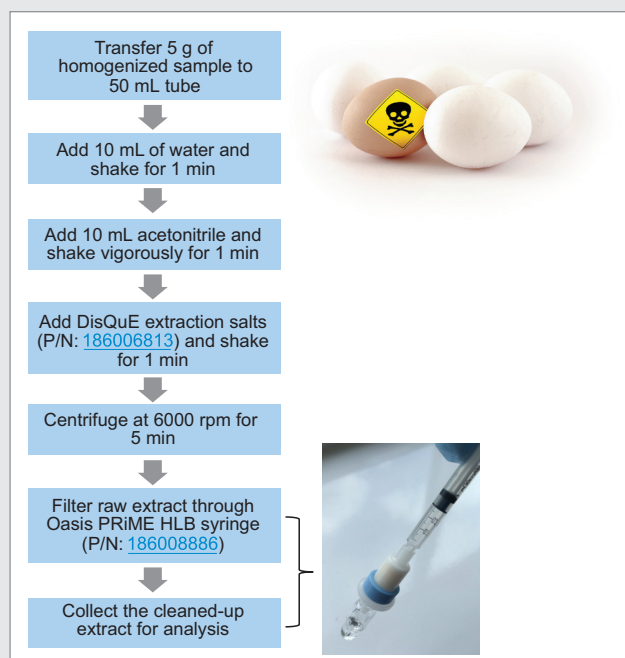 Transfer 5 g of
homogenized sample to
50 mL tube
Add 10 mL of water and
shake for 1 min
Add 10 mL acetonitrile and
shake vigorously for 1 min
Add DisQuE extraction salts
(P/N: 186006813) and shake
for 1 min
Centrifuge at 6000 rpm for
5 min
Filter raw extract through
Oasis PRiME HLB syringe
(P/N: 186008886)
Collect the cleaned-up
extract for analysis